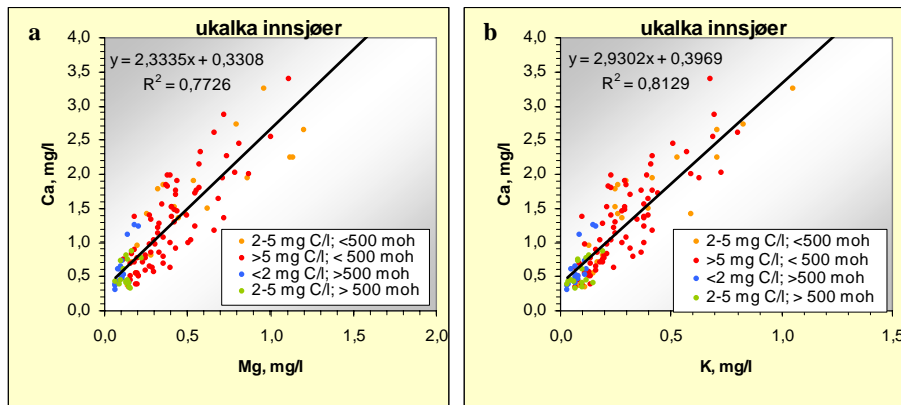 a
ukalka innsjøer
4,0
3,5
3,0
2,5
2,0
1,5
1,0
0,5
0,0
Ca, mg/l
y = 2,3335x + 0,3308
R² = 0,7726
2-5 mg C/l; <500 moh
>5 mg C/l; < 500 moh
<2 mg C/l; >500 moh
2-5 mg C/l; > 500 moh
0,0 0,5 1,0 1,5 2,0
Mg, mg/l
b
ukalka innsjøer
4,0
3,5
3,0
2,5
2,0
1,5
1,0
0,5
0,0
Ca, mg/l
y = 2,9302x + 0,3969
R² = 0,8129
2-5 mg C/l; <500 moh
>5 mg C/l; < 500 moh
<2 mg C/l; >500 moh
2-5 mg C/l; > 500 moh
0,0 0,5 1,0 1,5
K, mg/l